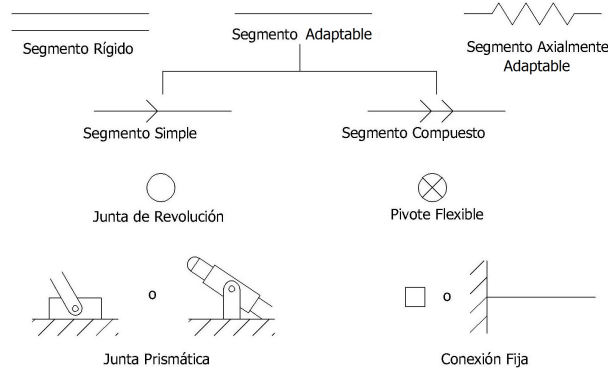 Segmento Rígido
Segmento Adaptable
Segmento Axialmente
Adaptable
Segmento Simple
Segmento Compuesto
Junta de Revolución
Pivote Flexible
o
o
Junta Prismática
Conexión Fija